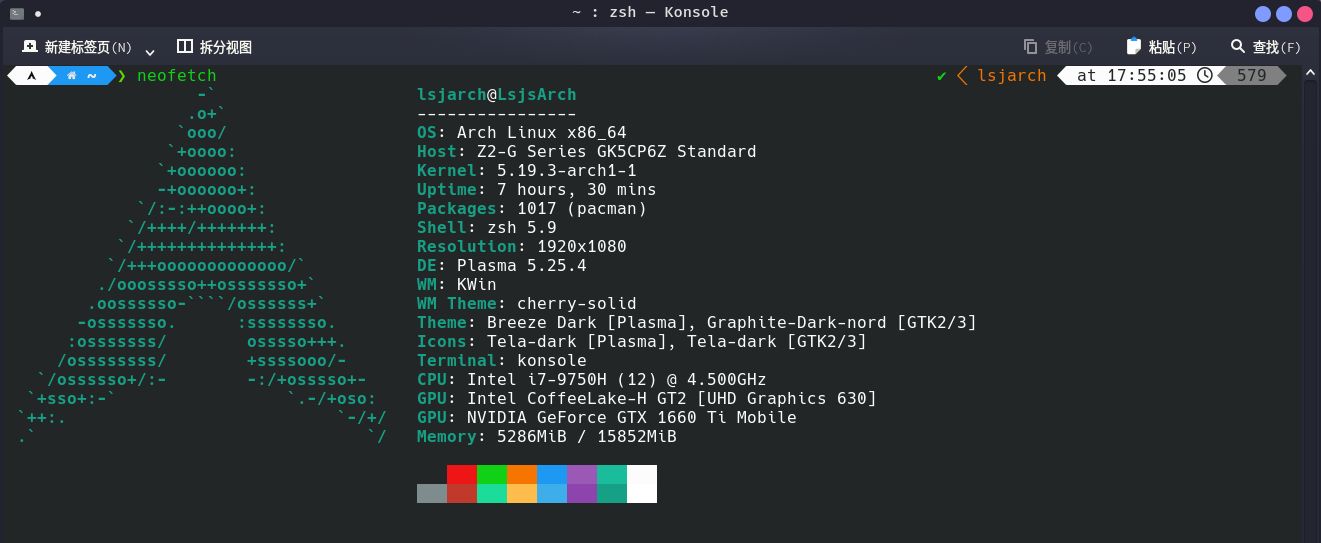 ~ : zsh — Konsole
新建标签页(N) 拆分视图 复制(C) 粘贴(P) 查找(F)
~ ❯ neofetch ✔ lsjarch at 17:55:05 579
                  -`                     lsjarch@LsjsArch
                 .o+`                    ----------------
                `ooo/                    OS: Arch Linux x86_64
               `+oooo:                   Host: Z2-G Series GK5CP6Z Standard
              `+oooooo:                  Kernel: 5.19.3-arch1-1
              -+oooooo+:                 Uptime: 7 hours, 30 mins
            `/:-:++oooo+:                Packages: 1017 (pacman)
           `/++++/+++++++:               Shell: zsh 5.9
          `/++++++++++++++:              Resolution: 1920x1080
         `/+++ooooooooooooo/`            DE: Plasma 5.25.4
        ./ooosssso++osssssso+`           WM: KWin
       .oossssso-````/ossssss+`          WM Theme: cherry-solid
      -osssssso.      :ssssssso.         Theme: Breeze Dark [Plasma], Graphite-Dark-nord [GTK2/3]
     :osssssss/        osssso+++.        Icons: Tela-dark [Plasma], Tela-dark [GTK2/3]
    /ossssssss/        +ssssooo/-        Terminal: konsole
  `/ossssso+/:-        -:/+osssso+-      CPU: Intel i7-9750H (12) @ 4.500GHz
 `+sso+:-`                 `.-/+oso:     GPU: Intel CoffeeLake-H GT2 [UHD Graphics 630]
`++:.                           `-/+/    GPU: NVIDIA GeForce GTX 1660 Ti Mobile
.`                                 `/    Memory: 5286MiB / 15852MiB